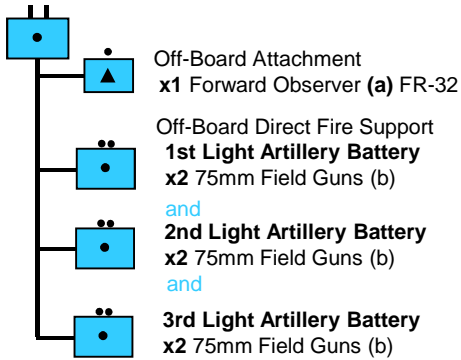 Off-Board Attachment
x1 Forward Observer (a) FR-32
Off-Board Direct Fire Support
1st Light Artillery Battery
x2 75mm Field Guns (b)
and
2nd Light Artillery Battery
x2 75mm Field Guns (b)
and
3rd Light Artillery Battery
x2 75mm Field Guns (b)